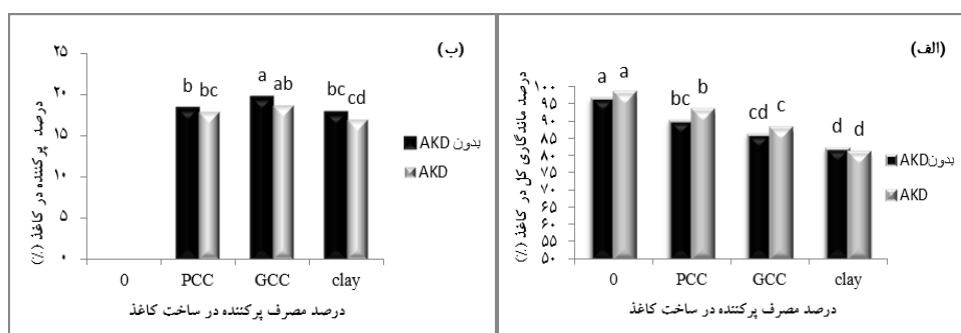 (الف)
درصد ماندگاری کل در کاغذ (٪)
۱۰۰
۹۵
۹۰
۸۵
۸۰
۷۵
۷۰
۶۵
۶۰
۵۵
۵۰
a a
bc b
cd c
d d
0 PCC GCC clay
درصد مصرف پرکننده در ساخت کاغذ
بدونAKD
AKD
(ب)
درصد پرکننده در کاغذ (٪)
۲۵
۲۰
۱۵
۱۰
۵
۰
b bc
a ab
bc cd
0 PCC GCC clay
درصد مصرف پرکننده در ساخت کاغذ
بدون AKD
AKD